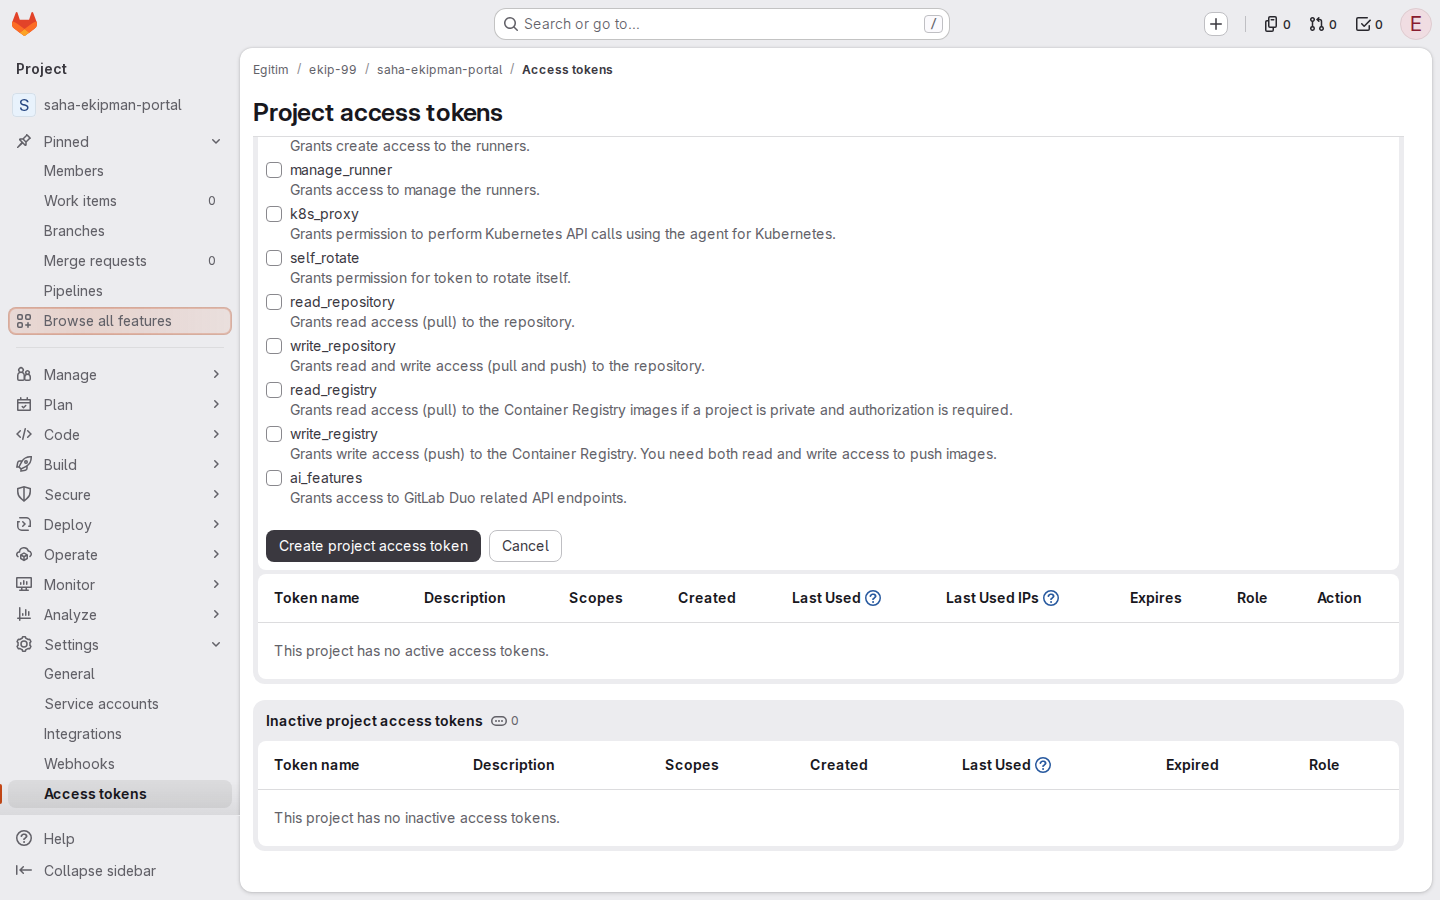 Search or go to...
/
0
0
0
E
Project
S
saha-ekipman-portal
Pinned
Members
Work items
0
Branches
Merge requests
0
Pipelines
Browse all features
Manage
Plan
Code
Build
Secure
Deploy
Operate
Monitor
Analyze
Settings
General
Service accounts
Integrations
Webhooks
Access tokens
Help
Collapse sidebar
Egitim / ekip-99 / saha-ekipman-portal / Access tokens
Project access tokens
Grants create access to the runners.
manage_runner
Grants access to manage the runners.
k8s_proxy
Grants permission to perform Kubernetes API calls using the agent for Kubernetes.
self_rotate
Grants permission for token to rotate itself.
read_repository
Grants read access (pull) to the repository.
write_repository
Grants read and write access (pull and push) to the repository.
read_registry
Grants read access (pull) to the Container Registry images if a project is private and authorization is required.
write_registry
Grants write access (push) to the Container Registry. You need both read and write access to push images.
ai_features
Grants access to GitLab Duo related API endpoints.
Create project access token
Cancel
Token name Description Scopes Created Last Used Last Used IPs Expires Role Action
This project has no active access tokens.
Inactive project access tokens 0
Token name Description Scopes Created Last Used Expired Role
This project has no inactive access tokens.